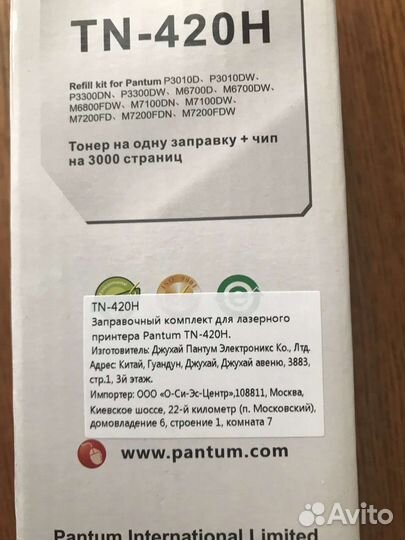 TN-420H
Refill kit for Pantum P3010D、P3010DW、
P3300DN、P3300DW、M6700D、M6700DW、
M6800FDW、M7100DN、M7100DW、
M7200FD、M7200FDN、M7200FDW
Тонер на одну заправку + чип
на 3000 страниц
ISO 9001
TN-420H
Заправочный комплект для лазерного
принтера Pantum TN-420H.
Изготовитель: Джухай Пантум Электроникс Ко., Лтд.
Адрес: Китай, Гуандун, Джухай, Джухай авеню, 3883,
стр.1, 3й этаж.
Импортер: ООО «О-Си-Эс-Центр»,108811, Москва,
Киевское шоссе, 22-й километр (п. Московский),
домовладение 6, строение 1, комната 7
www.pantum.com
Pantum International Limited
Avito